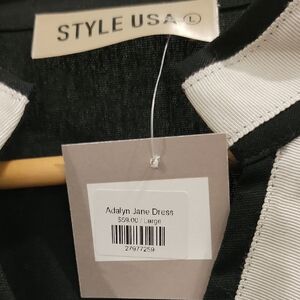 STYLE USA L
Adalyn Jane Dress
$59.00 / Large
27977259